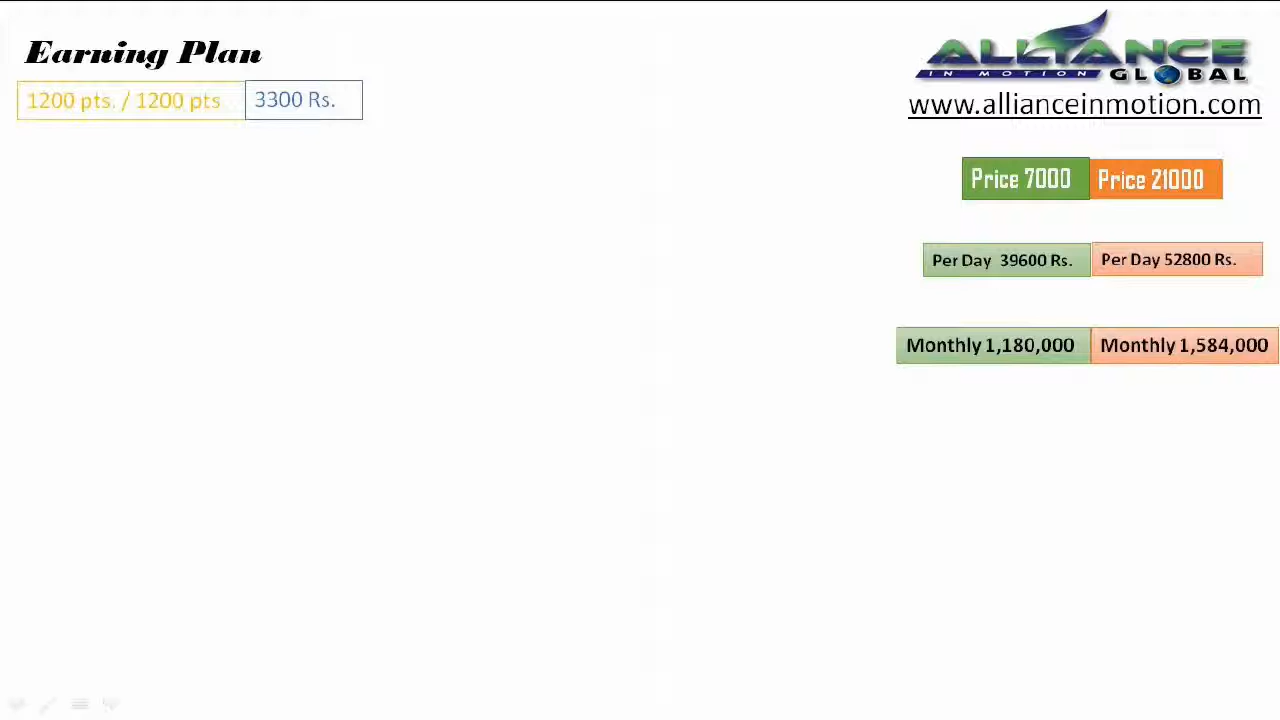 Earning Plan
1200 pts. / 1200 pts 3300 Rs.
ALLIANCE
IN MOTION GLOBAL
www.allianceinmotion.com
Price 7000 Price 21000
Per Day 39600 Rs. Per Day 52800 Rs.
Monthly 1,180,000 Monthly 1,584,000